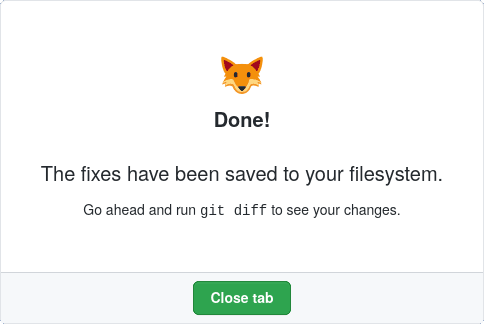 Done!
The fixes have been saved to your filesystem.
Go ahead and run git diff to see your changes.
Close tab